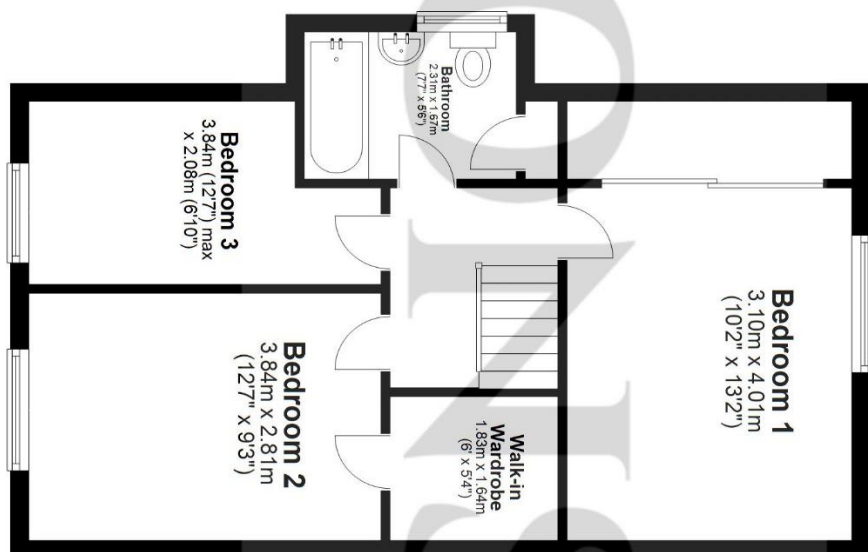 Bathroom
2.31m x 1.67m
(7'7" x 5'6")
Bedroom 3
3.84m (12'7") max
x 2.08m (6'10")
Bedroom 1
3.10m x 4.01m
(10'2" x 13'2")
Bedroom 2
3.84m x 2.81m
(12'7" x 9'3")
Walk-in
Wardrobe
1.83m x 1.64m
(6' x 5'4")